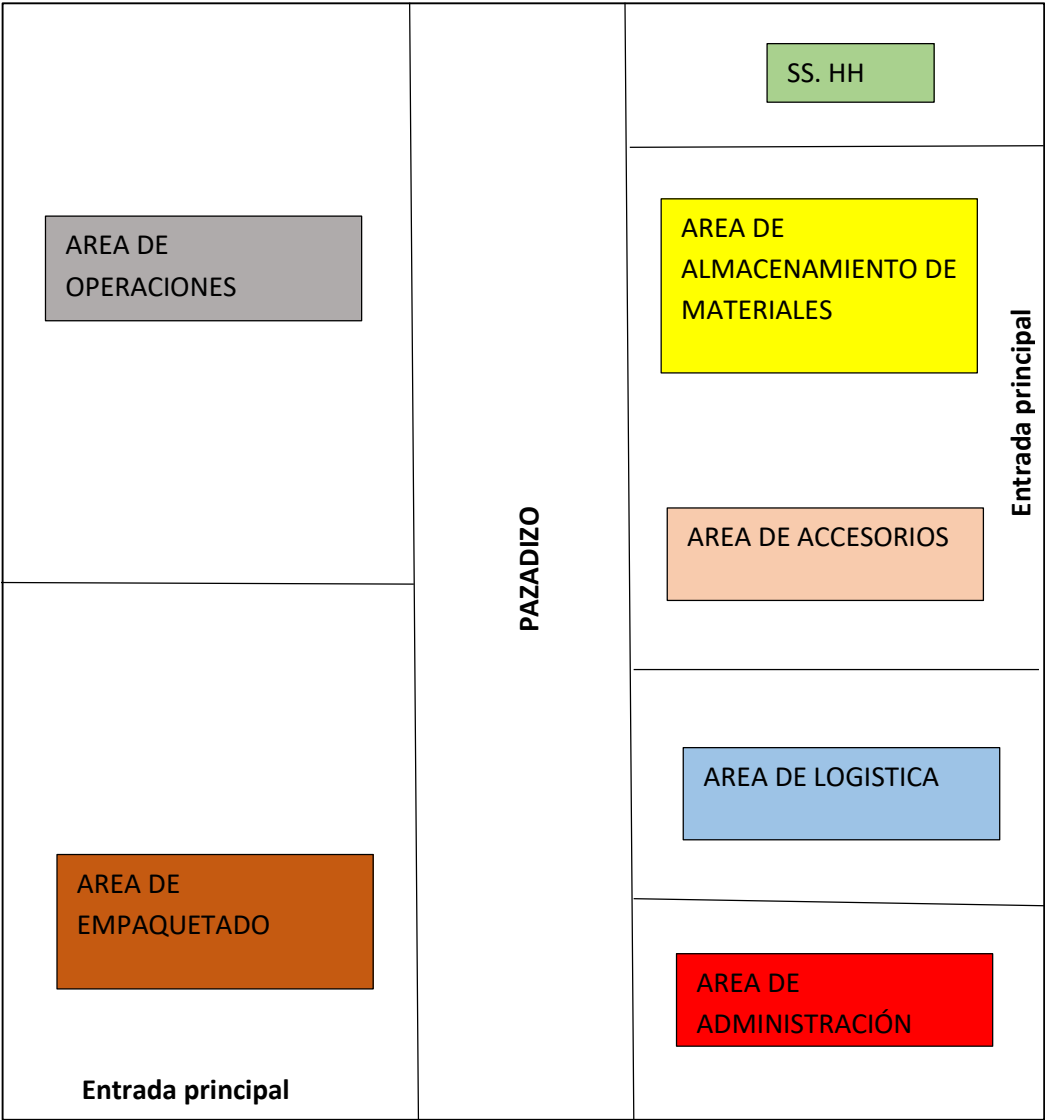 SS. HH
AREA DE
OPERACIONES
AREA DE
ALMACENAMIENTO DE
MATERIALES
Entrada principal
PAZADIZO
AREA DE ACCESORIOS
AREA DE LOGISTICA
AREA DE
EMPAQUETADO
AREA DE
ADMINISTRACIÓN
Entrada principal